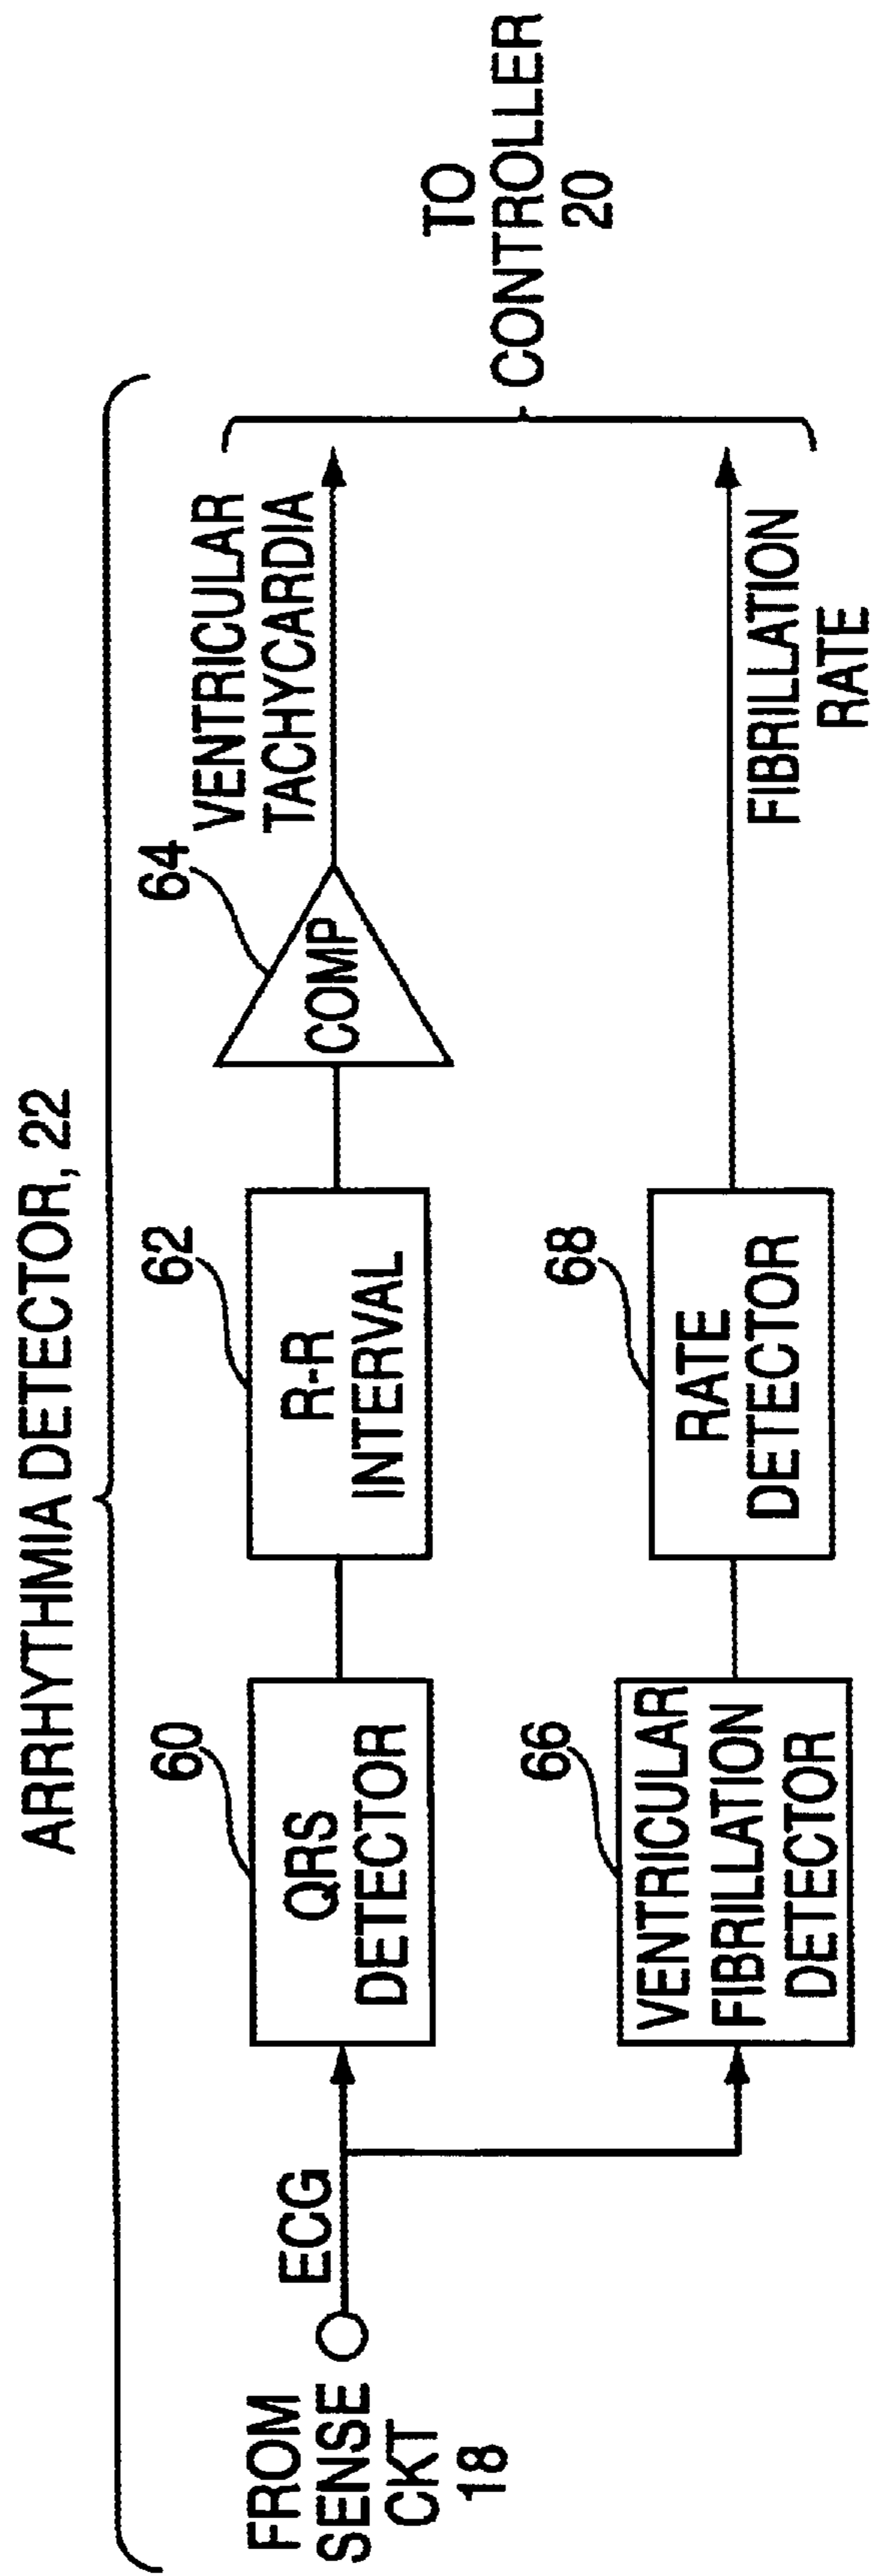 ARRHYTHMIA DETECTOR, 22
FROM
SENSE
CKT
18
ECG
60
QRS
DETECTOR
62
R-R
INTERVAL
64
COMP
VENTRICULAR
TACHYCARDIA
66
VENTRICULAR
FIBRILLATION
DETECTOR
68
RATE
DETECTOR
FIBRILLATION
RATE
TO
CONTROLLER
20